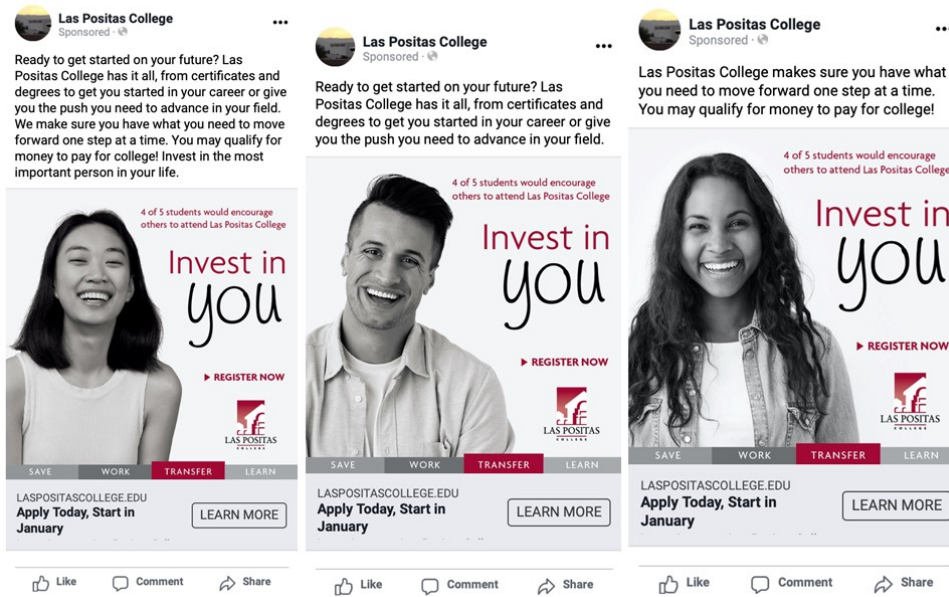 Las Positas College
Sponsored ·
Ready to get started on your future? Las
Positas College has it all, from certificates and
degrees to get you started in your career or give
you the push you need to advance in your field.
We make sure you have what you need to move
forward one step at a time. You may qualify for
money to pay for college! Invest in the most
important person in your life.
4 of 5 students would encourage
others to attend Las Positas College
Invest in
you
REGISTER NOW
LAS POSITAS
COLLEGE
SAVE WORK TRANSFER LEARN
LASPOSITASCOLLEGE.EDU
Apply Today, Start in
January
LEARN MORE
Like Comment Share
Las Positas College
Sponsored ·
Ready to get started on your future? Las
Positas College has it all, from certificates and
degrees to get you started in your career or give
you the push you need to advance in your field.
4 of 5 students would encourage
others to attend Las Positas College
Invest in
you
REGISTER NOW
LAS POSITAS
COLLEGE
SAVE WORK TRANSFER LEARN
LASPOSITASCOLLEGE.EDU
Apply Today, Start in
January
LEARN MORE
Like Comment Share
Las Positas College
Sponsored ·
Las Positas College makes sure you have what
you need to move forward one step at a time.
You may qualify for money to pay for college!
4 of 5 students would encourage
others to attend Las Positas College
Invest in
you
REGISTER NOW
LAS POSITAS
COLLEGE
SAVE WORK TRANSFER LEARN
LASPOSITASCOLLEGE.EDU
Apply Today, Start in
January
LEARN MORE
Like Comment Share